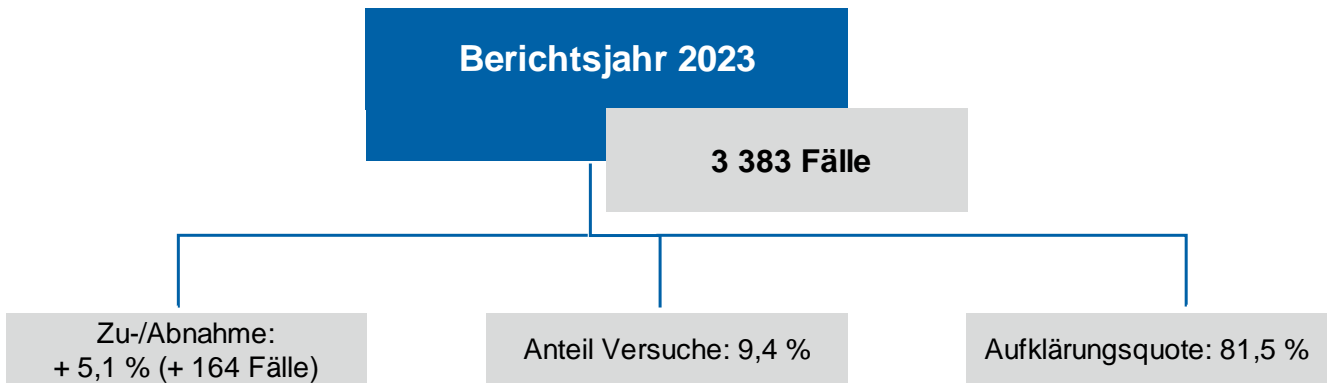 Berichtsjahr 2023
3 383 Fälle
Zu-/Abnahme:
+ 5,1 % (+ 164 Fälle)
Anteil Versuche: 9,4 %
Aufklärungsquote: 81,5 %